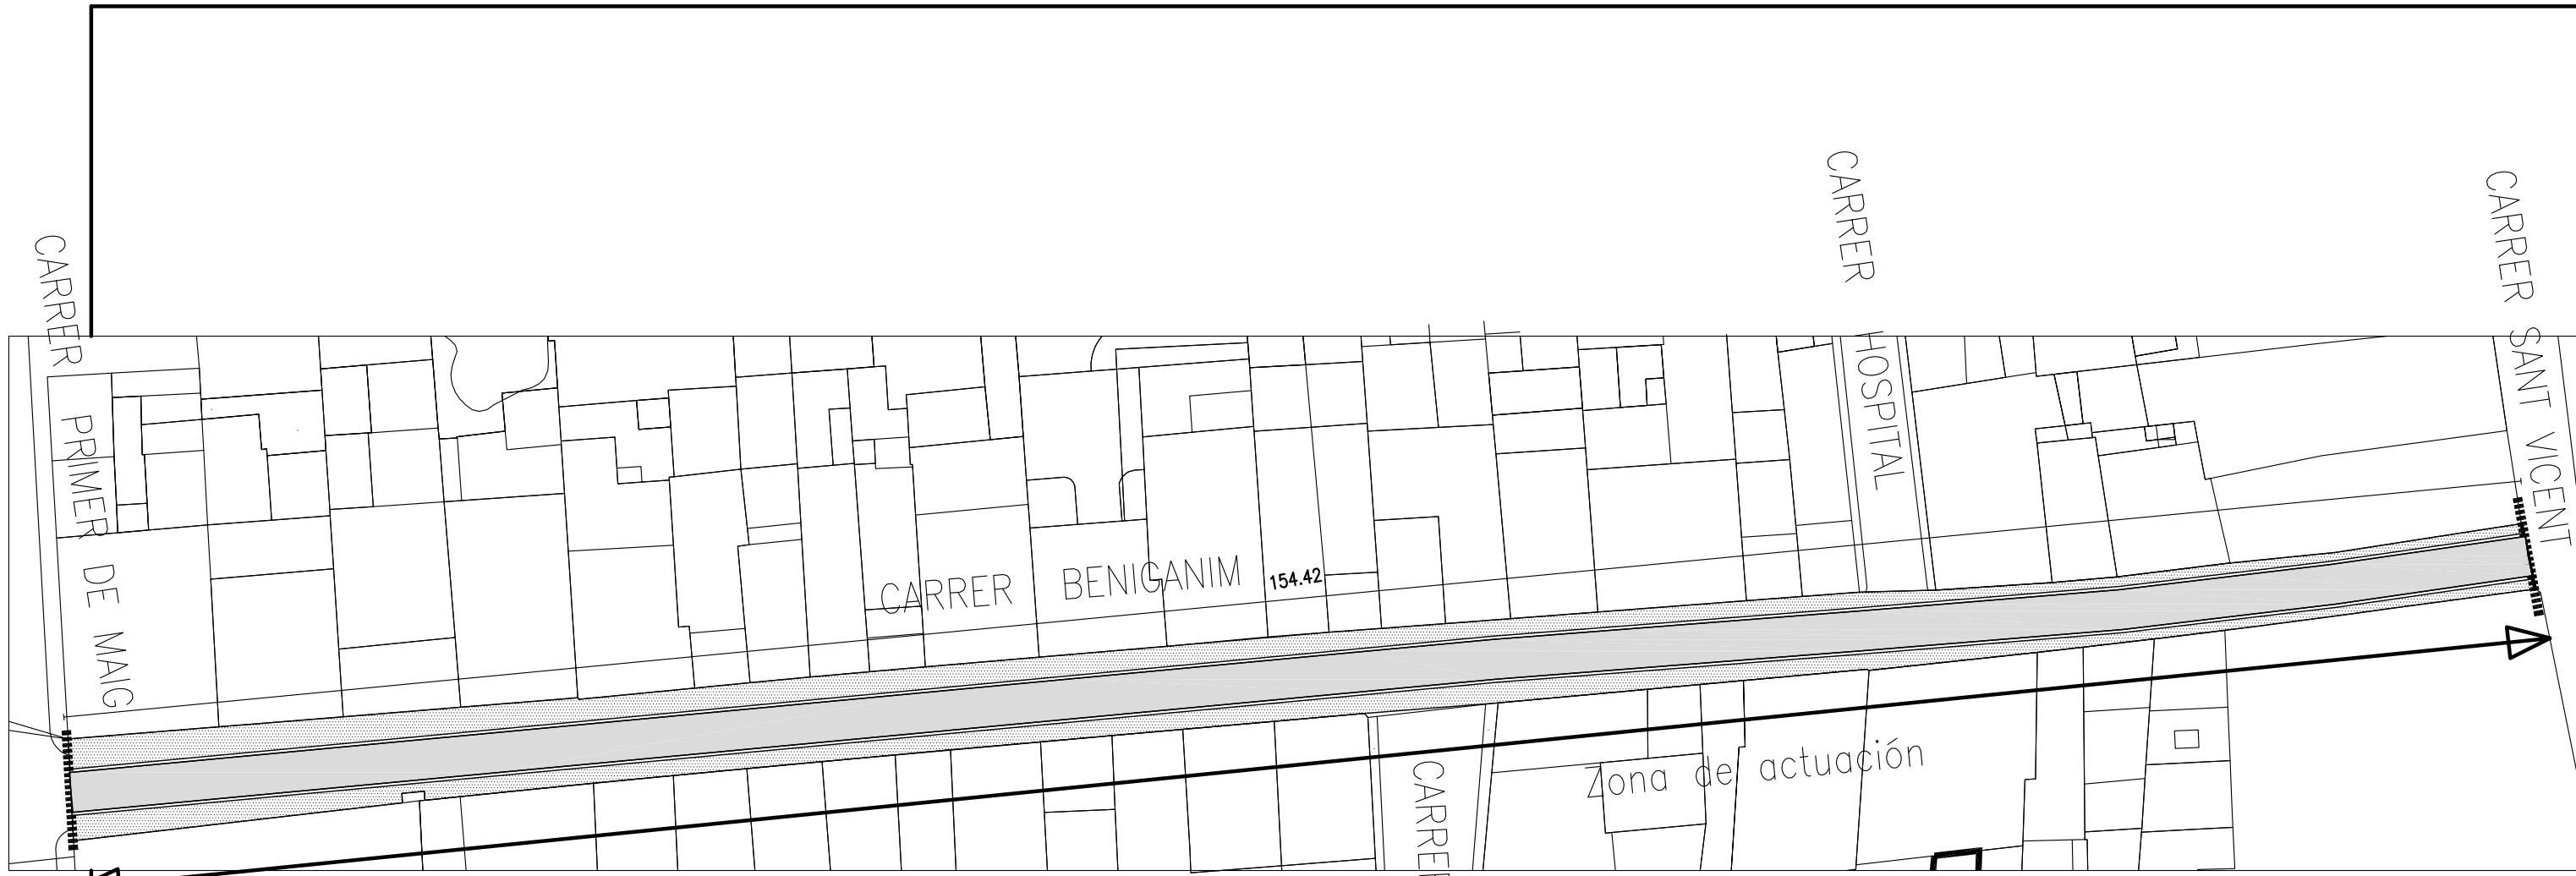 CARRER PRIMER DE MAIG
CARRER BENIGANIM 154.42
CARRER HOSPITAL
CARRER SANT VICENT
Zona de actuación
CARRER